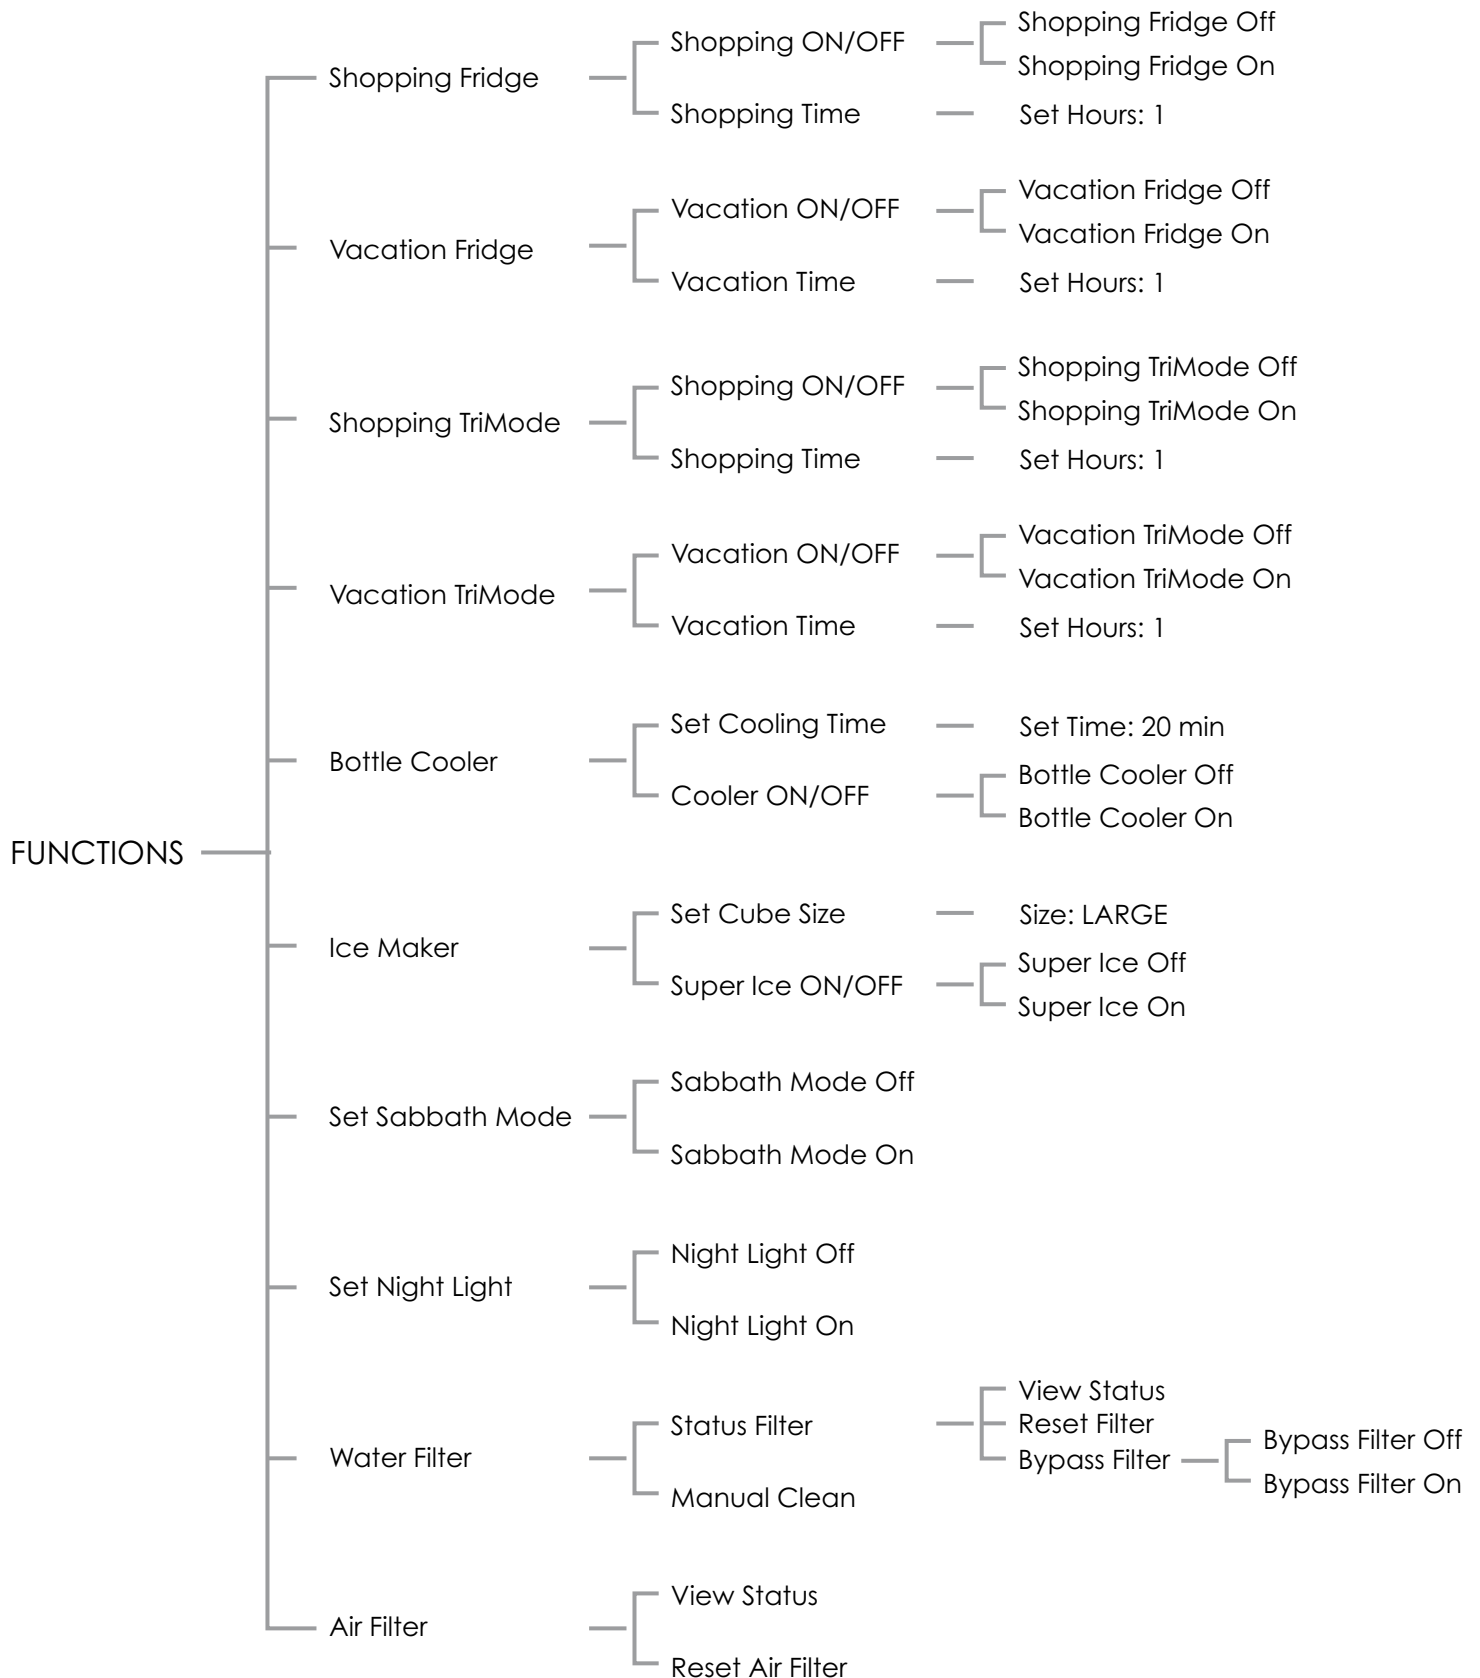 FUNCTIONS
Shopping Fridge
Shopping ON/OFF
Shopping Fridge Off
Shopping Fridge On
Shopping Time
Set Hours: 1
Vacation Fridge
Vacation ON/OFF
Vacation Fridge Off
Vacation Fridge On
Vacation Time
Set Hours: 1
Shopping TriMode
Shopping ON/OFF
Shopping TriMode Off
Shopping TriMode On
Shopping Time
Set Hours: 1
Vacation TriMode
Vacation ON/OFF
Vacation TriMode Off
Vacation TriMode On
Vacation Time
Set Hours: 1
Bottle Cooler
Set Cooling Time
Set Time: 20 min
Cooler ON/OFF
Bottle Cooler Off
Bottle Cooler On
Ice Maker
Set Cube Size
Size: LARGE
Super Ice ON/OFF
Super Ice Off
Super Ice On
Set Sabbath Mode
Sabbath Mode Off
Sabbath Mode On
Set Night Light
Night Light Off
Night Light On
Water Filter
Status Filter
View Status
Reset Filter
Bypass Filter
Bypass Filter Off
Bypass Filter On
Manual Clean
Air Filter
View Status
Reset Air Filter